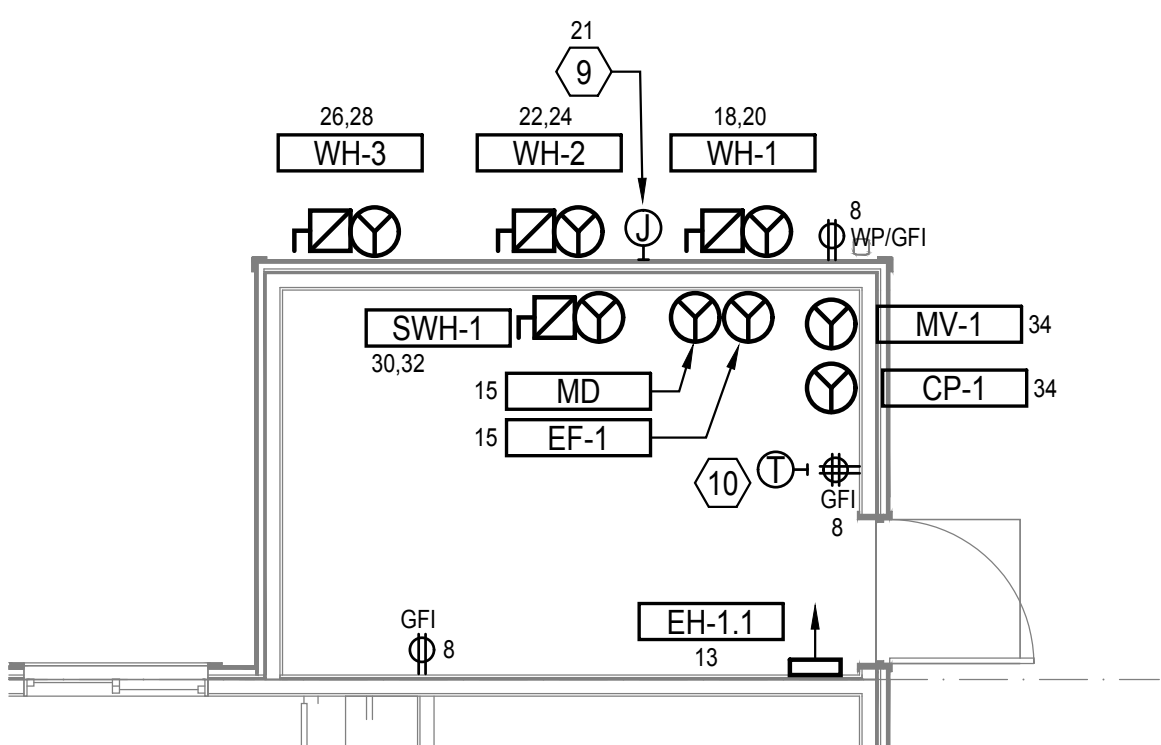 21
9
26,28
22,24
18,20
WH-3
WH-2
WH-1
J
8
WP/GFI
SWH-1
30,32
MV-1
34
15
MD
CP-1
34
15
EF-1
10
T
GFI
8
GFI
8
EH-1.1
13